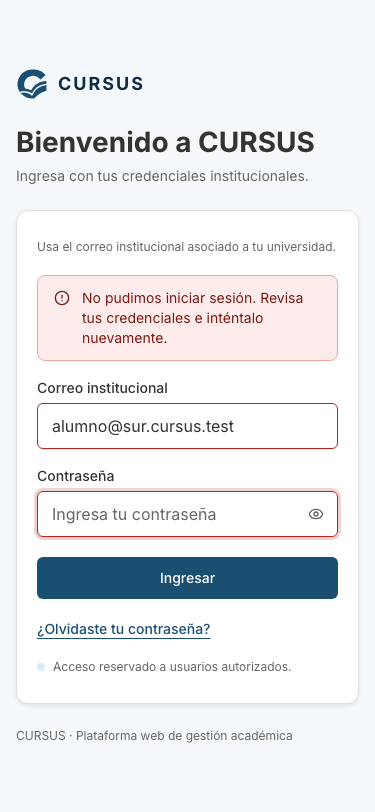 CURSUS
Bienvenido a CURSUS
Ingresa con tus credenciales institucionales.
Usa el correo institucional asociado a tu universidad.
No pudimos iniciar sesión. Revisa
tus credenciales e inténtalo
nuevamente.
Correo institucional
alumno@sur.cursus.test
Contraseña
Ingresa tu contraseña
Ingresar
¿Olvidaste tu contraseña?
Acceso reservado a usuarios autorizados.
CURSUS · Plataforma web de gestión académica